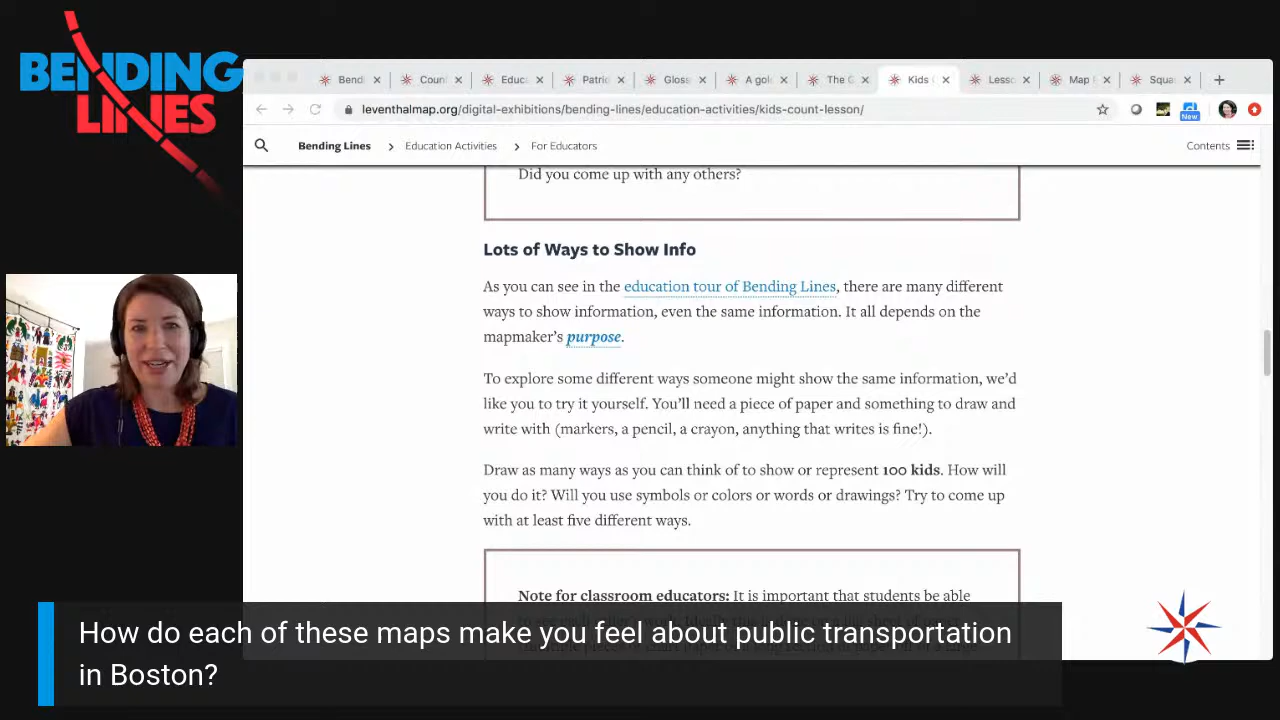 BENDING
LINES
Bendi
Coun
Educ
Patrio
Gloss
A gol
The G
Kids C
Lesso
Map F
Squa
leventhalmap.org/digital-exhibitions/bending-lines/education-activities/kids-count-lesson/
New
Bending Lines > Education Activities > For Educators
Contents
Did you come up with any others?
Lots of Ways to Show Info
As you can see in the education tour of Bending Lines, there are many different
ways to show information, even the same information. It all depends on the
mapmaker’s purpose.
To explore some different ways someone might show the same information, we’d
like you to try it yourself. You’ll need a piece of paper and something to draw and
write with (markers, a pencil, a crayon, anything that writes is fine!).
Draw as many ways as you can think of to show or represent 100 kids. How will
you do it? Will you use symbols or colors or words or drawings? Try to come up
with at least five different ways.
Note for classroom educators: It is important that students be able
How do each of these maps make you feel about public transportation
in Boston?